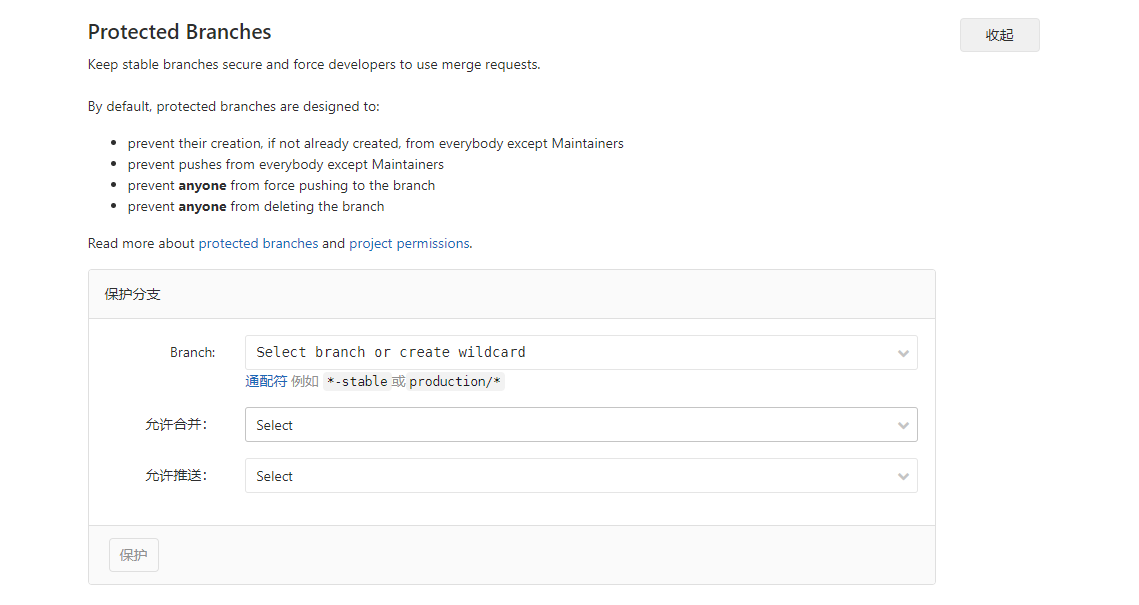 Protected Branches
收起
Keep stable branches secure and force developers to use merge requests.
By default, protected branches are designed to:
prevent their creation, if not already created, from everybody except Maintainers
prevent pushes from everybody except Maintainers
prevent anyone from force pushing to the branch
prevent anyone from deleting the branch
Read more about protected branches and project permissions.
保护分支
Branch: Select branch or create wildcard
通配符 例如 *-stable 或 production/*
允许合并： Select
允许推送： Select
保护